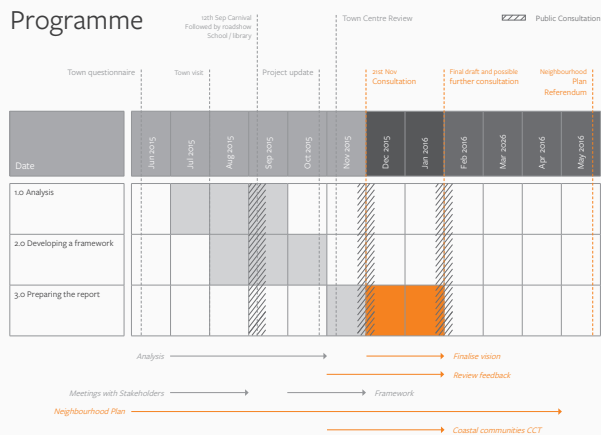 Programme
12th Sep Carnival
Followed by roadshow
School / library
Town Centre Review
Public Consultation
Town questionnaire
Town visit
Project update
21st Nov
Consultation
Final draft and possible
further consultation
Neighbourhood
Plan
Referendum
Date
Jun 2015
Jul 2015
Aug 2015
Sep 2015
Oct 2015
Nov 2015
Dec 2015
Jan 2016
Feb 2016
Mar 2026
Apr 2016
May 2016
1.0 Analysis
2.0 Developing a framework
3.0 Preparing the report
Analysis
Finalise vision
Review feedback
Meetings with Stakeholders
Framework
Neighbourhood Plan
Coastal communities CCT